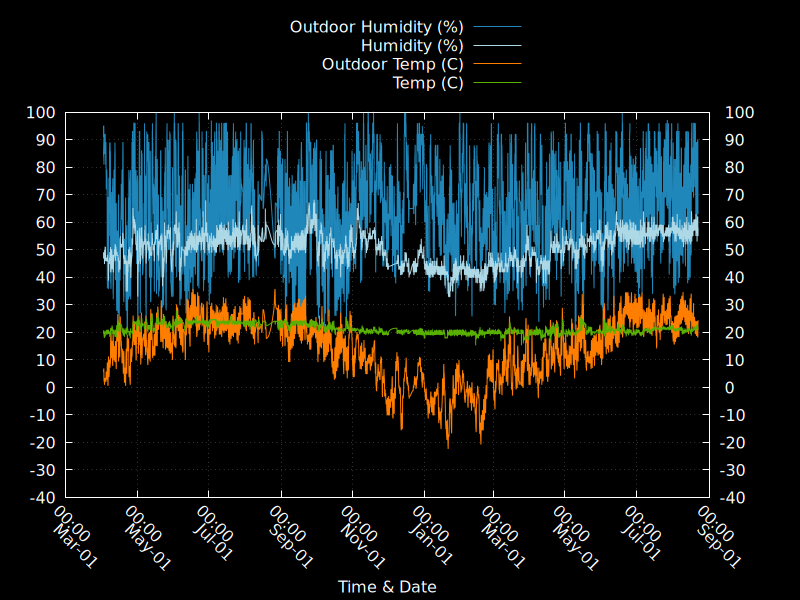 Outdoor Humidity (%)
Humidity (%)
Outdoor Temp (C)
Temp (C)
100 100
90 90
80 80
70 70
60 60
50 50
40 40
30 30
20 20
10 10
0 0
-10 -10
-20 -20
-30 -30
-40 -40
00:00 00:00 00:00 00:00 00:00 00:00 00:00 00:00 00:00 00:00
Mar-01 May-01 Jul-01 Sep-01 Nov-01 Jan-01 Mar-01 May-01 Jul-01 Sep-01
Time & Date